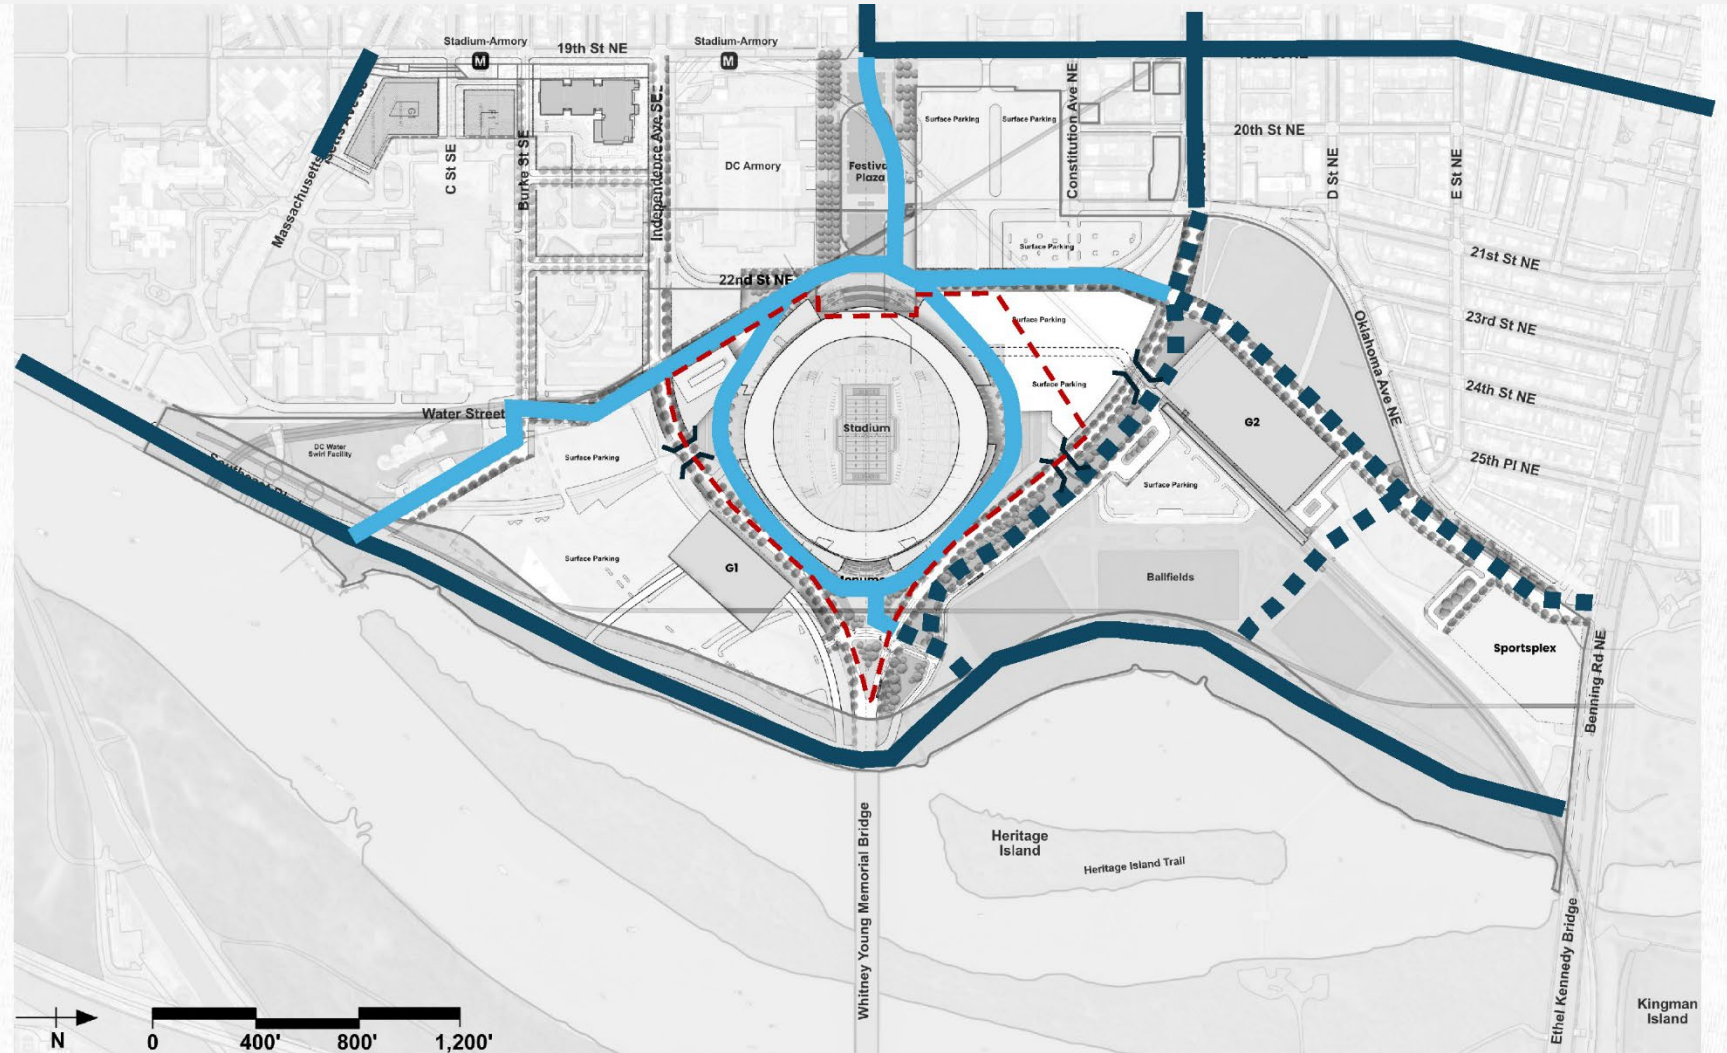 Stadium-Armory
M
19th St NE
Stadium-Armory
M
Massachusetts
C St SE
Burke St SE
Independence Ave SE
DC Armory
Festival
Plaza
Surface Parking
Surface Parking
Constitution Ave NE
20th St NE
D St NE
E St NE
Surface Parking
21st St NE
22nd St NE
Surface Parking
23rd St NE
Oklahoma Ave NE
Surface Parking
24th St NE
Water Street
Stadium
G2
25th Pl NE
DC Water
Swirl Facility
Surface Parking
Surface Parking
Surface Parking
G1
Ballfields
Sportsplex
Benning Rd NE
Whitney Young Memorial Bridge
Heritage
Island
Heritage Island Trail
Ethel Kennedy Bridge
Kingman
Island
N
0 400' 800' 1,200'